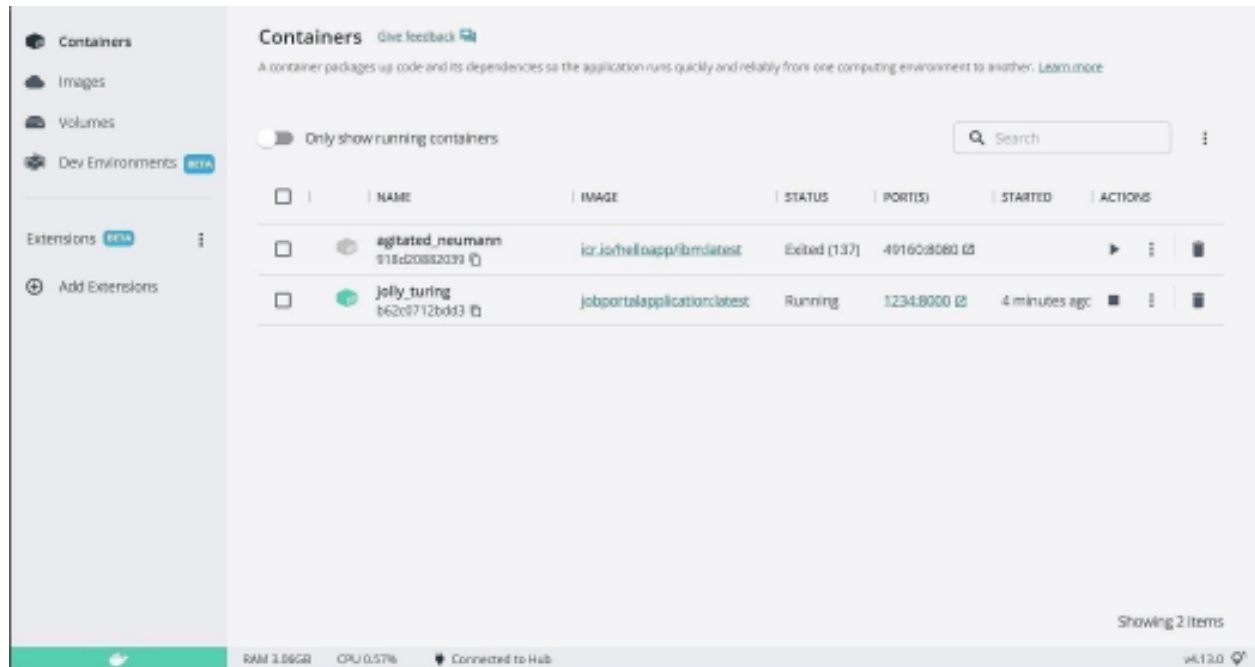 Containers
Images
Volumes
Dev Environments BETA
Extensions BETA
Add Extensions
Containers Give feedback
A container packages up code and its dependencies so the application runs quickly and reliably from one computing environment to another. Learn more
Only show running containers
Search
NAME IMAGE STATUS PORT(S) STARTED ACTIONS
agitated_neumann icr.io/helloapp/ibm:latest Exited (137) 49160:8080
918d20882039
jolly_turing jobportalapplication:latest Running 1234:8000 4 minutes agc
b62c0712bdd3
Showing 2 items
RAM 3.06GB CPU 0.57% Connected to Hub v4.13.0